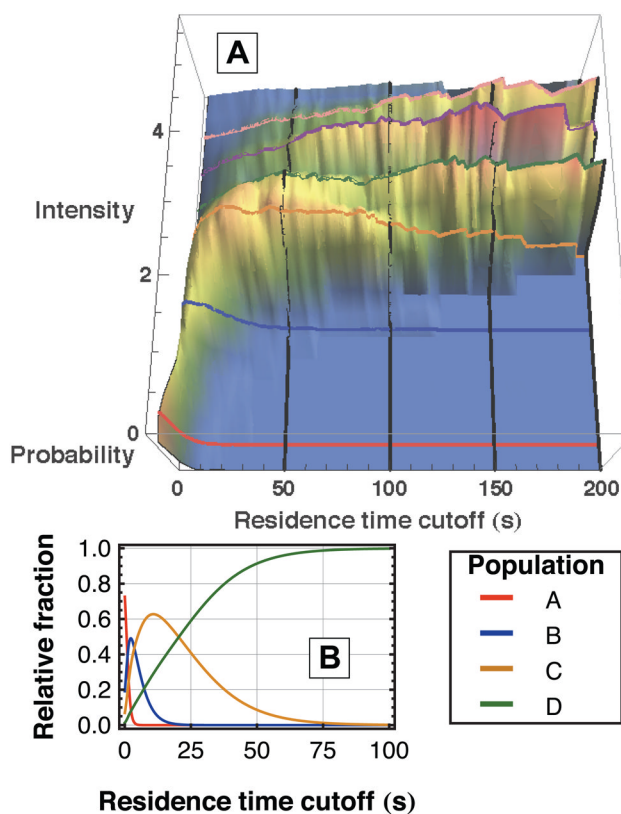 A
4
Intensity
2
0
Probability
0 50 100 150 200
Residence time cutoff (s)
1.0
0.8
0.6
0.4
0.2
0.0
Relative fraction
B
0 25 50 75 100
Residence time cutoff (s)
Population
A
B
C
D